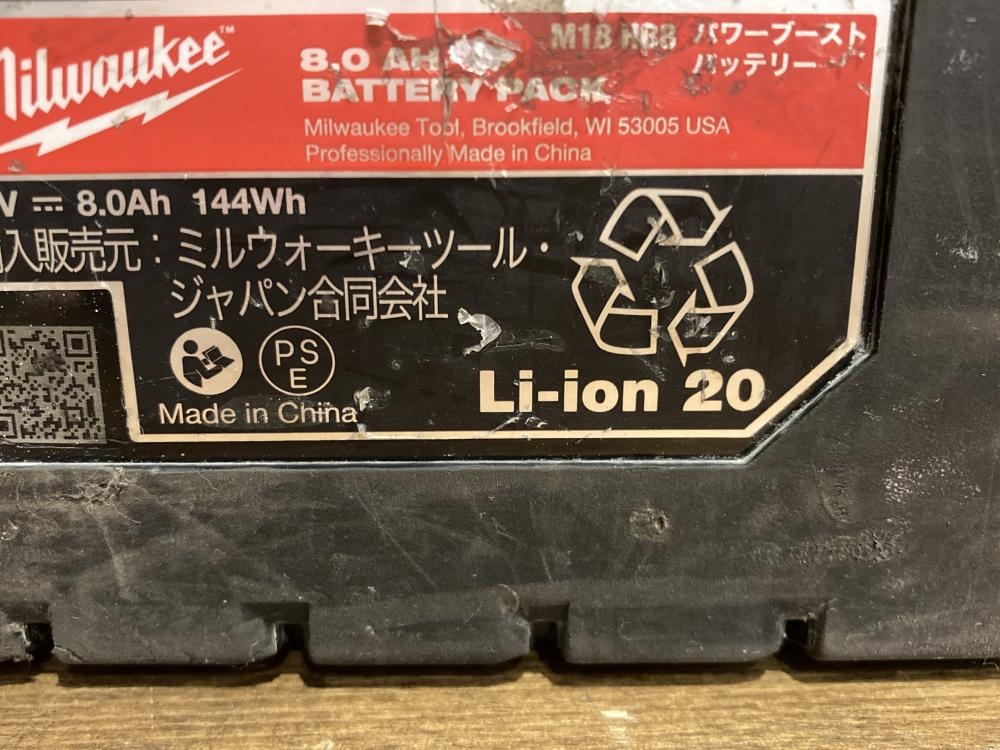 Milwaukee™
8.0 AH
BATTERY PACK
M18 HB8 パワーブースト
バッテリー
Milwaukee Tool, Brookfield, WI 53005 USA
Professionally Made in China
V ⎓ 8.0Ah 144Wh
入販売元：ミルウォーキーツール・
ジャパン合同会社
PS
E
Made in China
Li-ion 20